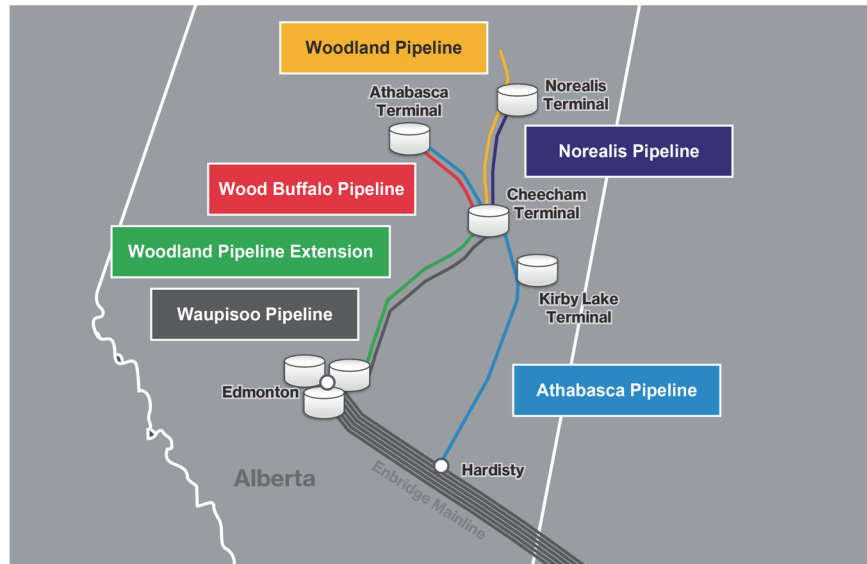 Woodland Pipeline
Athabasca
Terminal
Norealis
Terminal
Norealis Pipeline
Wood Buffalo Pipeline
Cheecham
Terminal
Woodland Pipeline Extension
Kirby Lake
Terminal
Waupisoo Pipeline
Edmonton
Athabasca Pipeline
Hardisty
Alberta
Enbridge Mainline